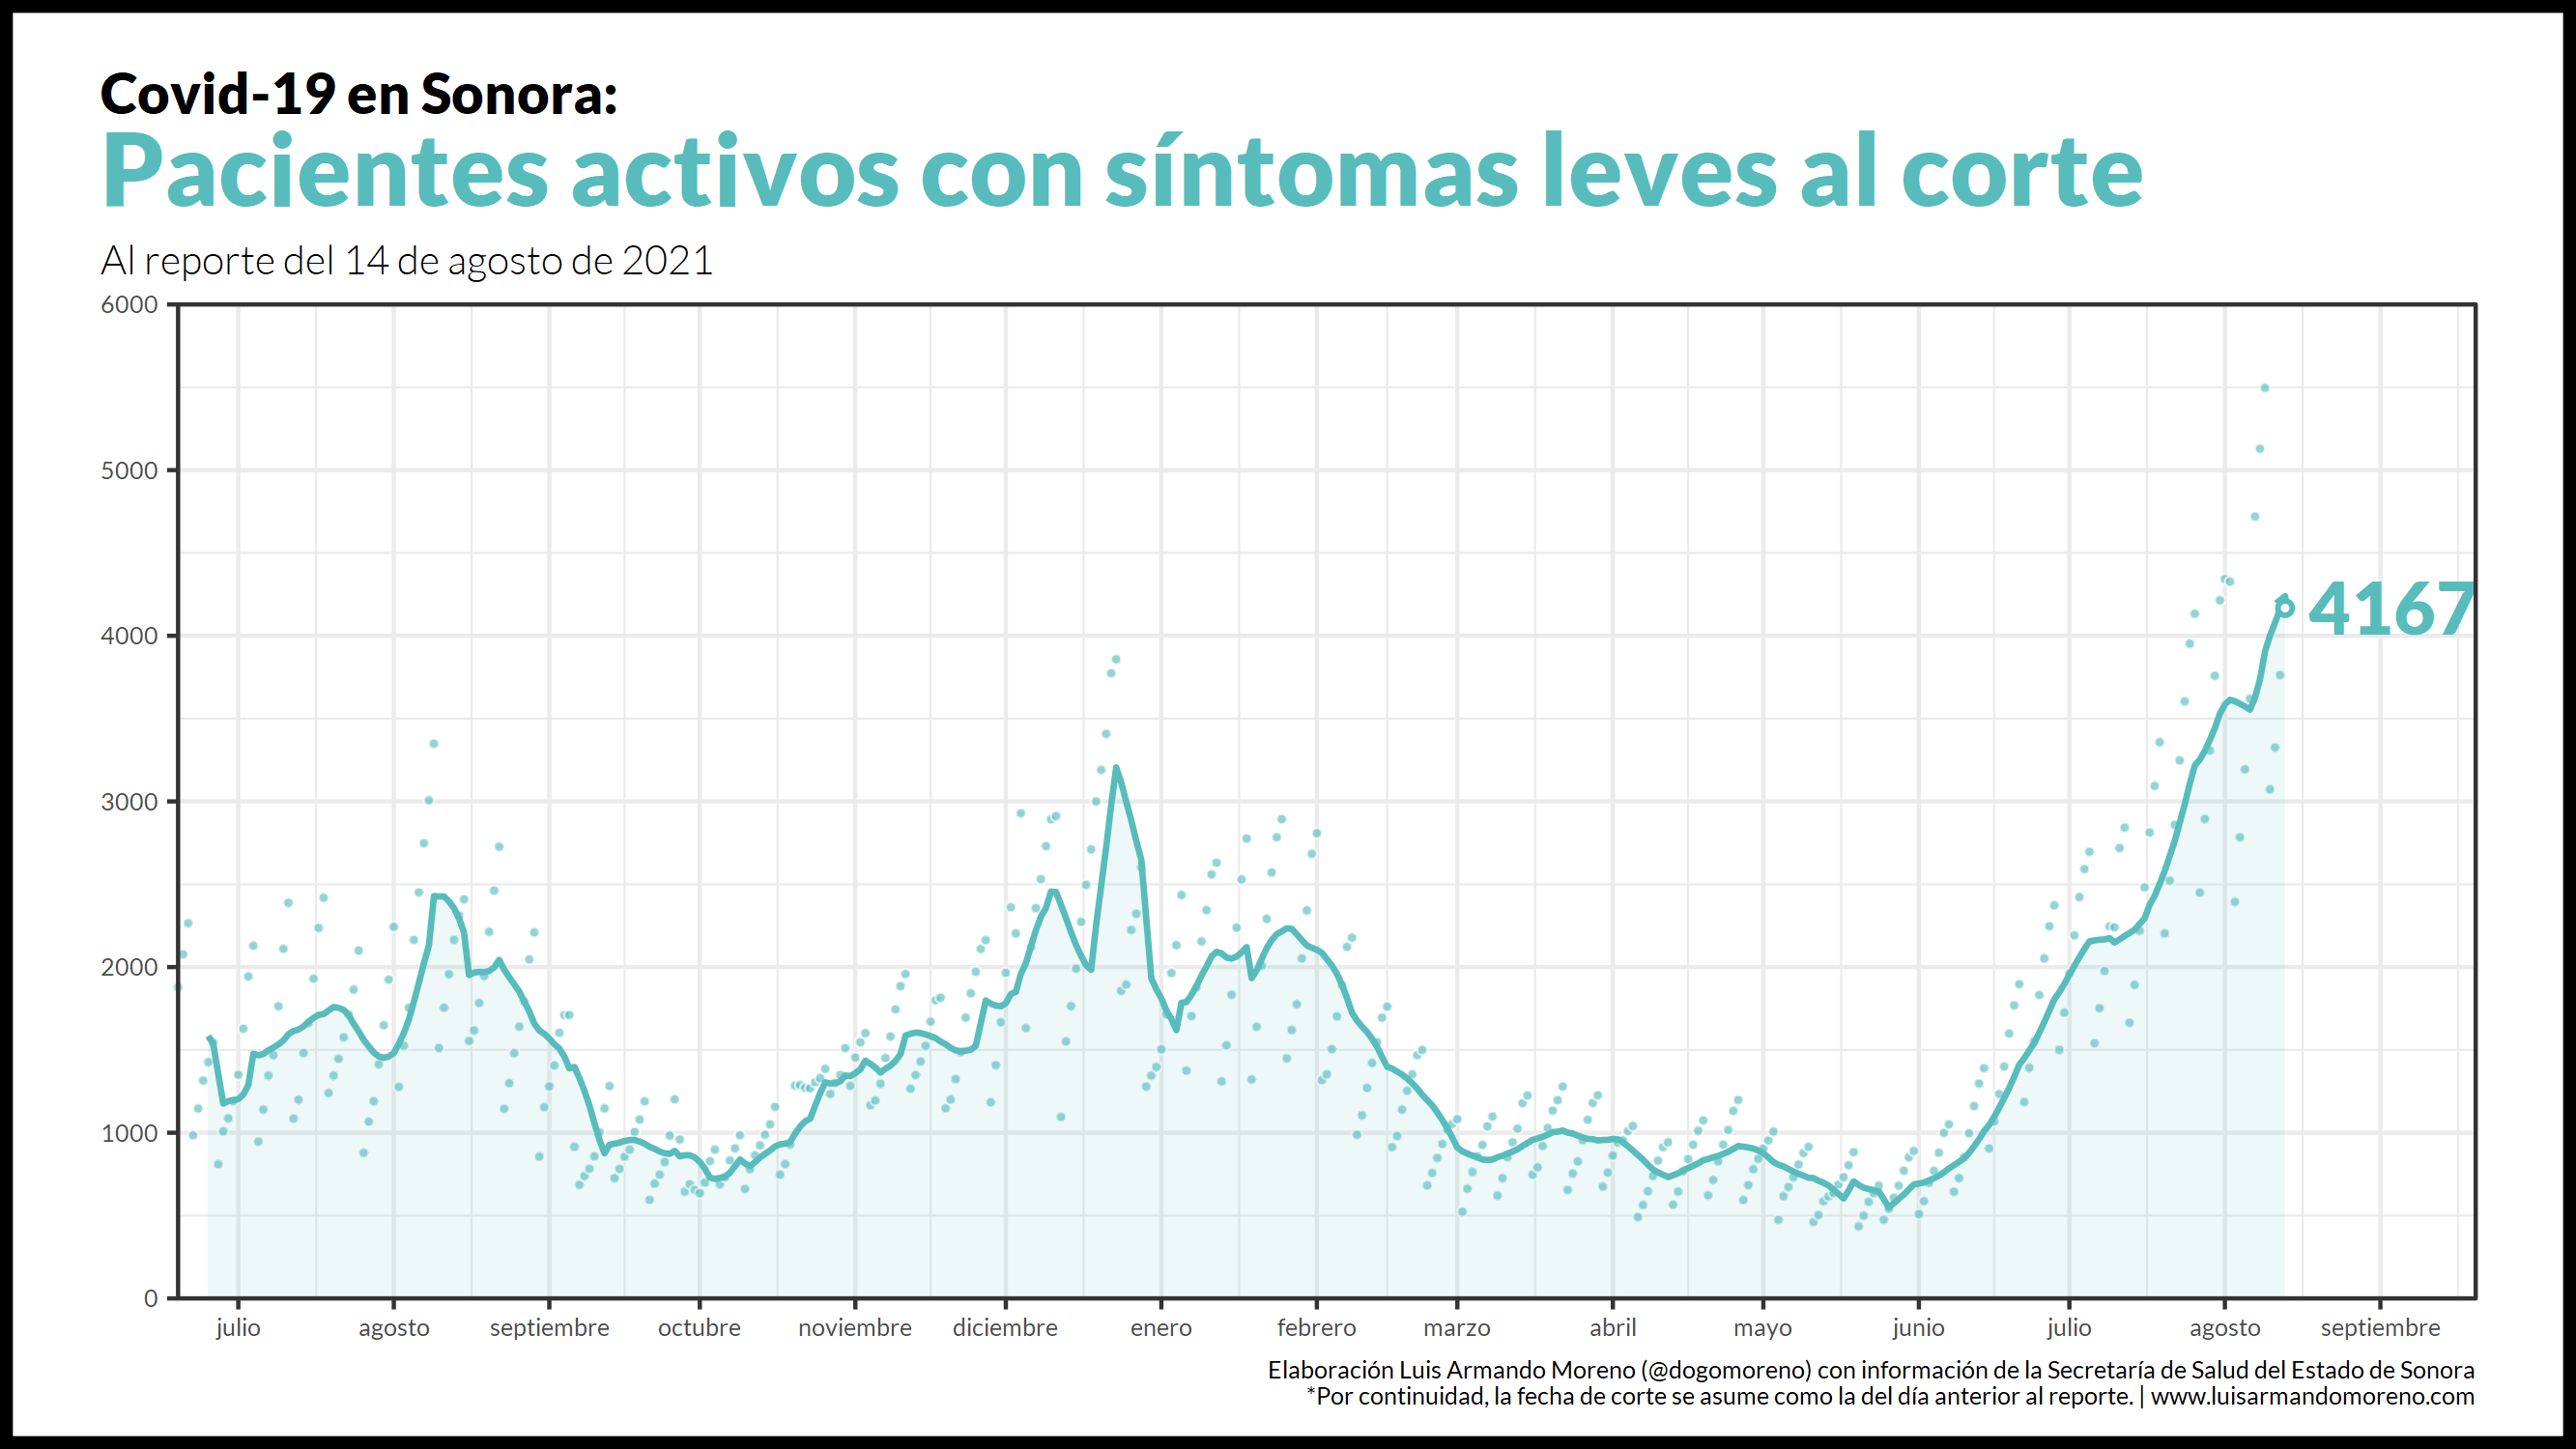 Covid-19 en Sonora:
Pacientes activos con síntomas leves al corte
Al reporte del 14 de agosto de 2021
6000
5000
4000
3000
2000
1000
0
4167
julio agosto septiembre octubre noviembre diciembre enero febrero marzo abril mayo junio julio agosto septiembre
Elaboración Luis Armando Moreno (@dogomoreno) con información de la Secretaría de Salud del Estado de Sonora
*Por continuidad, la fecha de corte se asume como la del día anterior al reporte. | www.luisarmandomoreno.com